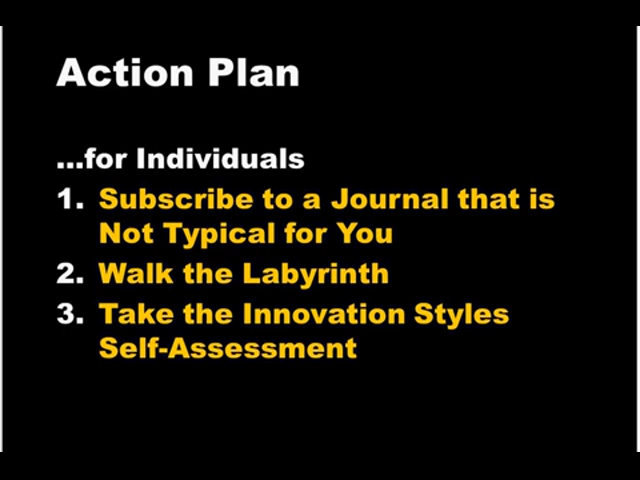 Action Plan
...for Individuals
1. Subscribe to a Journal that is
Not Typical for You
2. Walk the Labyrinth
3. Take the Innovation Styles
Self-Assessment